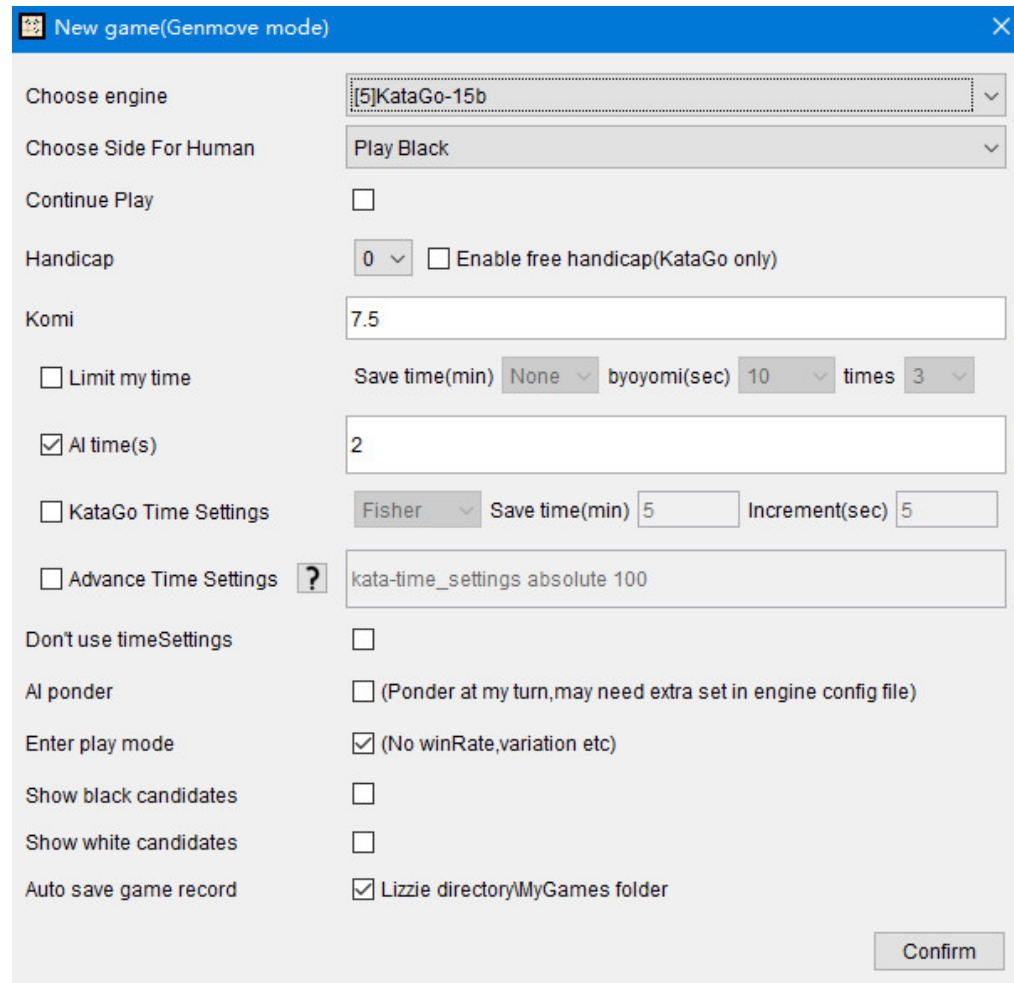 New game(Genmove mode)
Choose engine [5]KataGo-15b
Choose Side For Human Play Black
Continue Play
Handicap 0 Enable free handicap(KataGo only)
Komi 7.5
Limit my time Save time(min) None byoyomi(sec) 10 times 3
AI time(s) 2
KataGo Time Settings Fisher Save time(min) 5 Increment(sec) 5
Advance Time Settings ? kata-time_settings absolute 100
Don't use timeSettings
AI ponder (Ponder at my turn,may need extra set in engine config file)
Enter play mode (No winRate,variation etc)
Show black candidates
Show white candidates
Auto save game record Lizzie directory\MyGames folder
Confirm